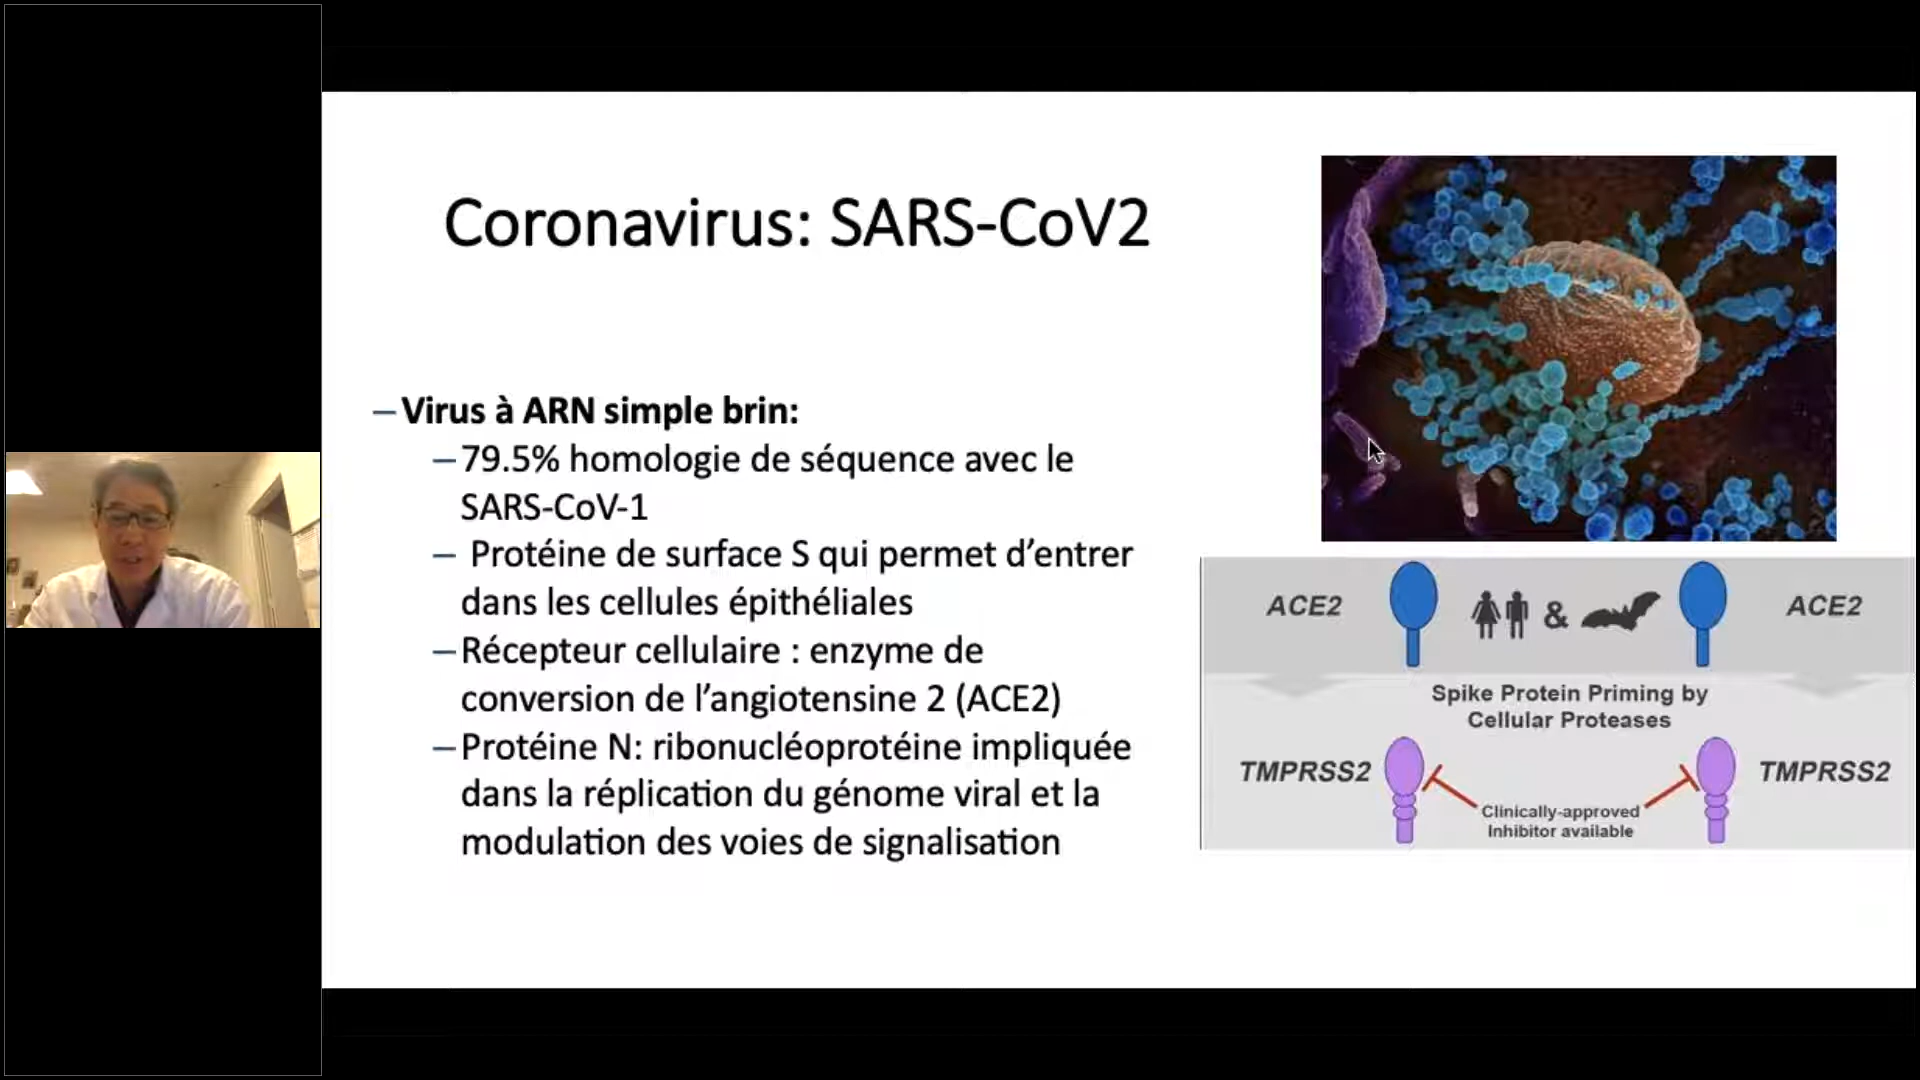 Coronavirus: SARS-CoV2
– Virus à ARN simple brin:
– 79.5% homologie de séquence avec le
SARS-CoV-1
– Protéine de surface S qui permet d’entrer
dans les cellules épithéliales
– Récepteur cellulaire : enzyme de
conversion de l’angiotensine 2 (ACE2)
– Protéine N: ribonucléoprotéine impliquée
dans la réplication du génome viral et la
modulation des voies de signalisation
ACE2 & ACE2
Spike Protein Priming by
Cellular Proteases
TMPRSS2 TMPRSS2
Clinically-approved
Inhibitor available